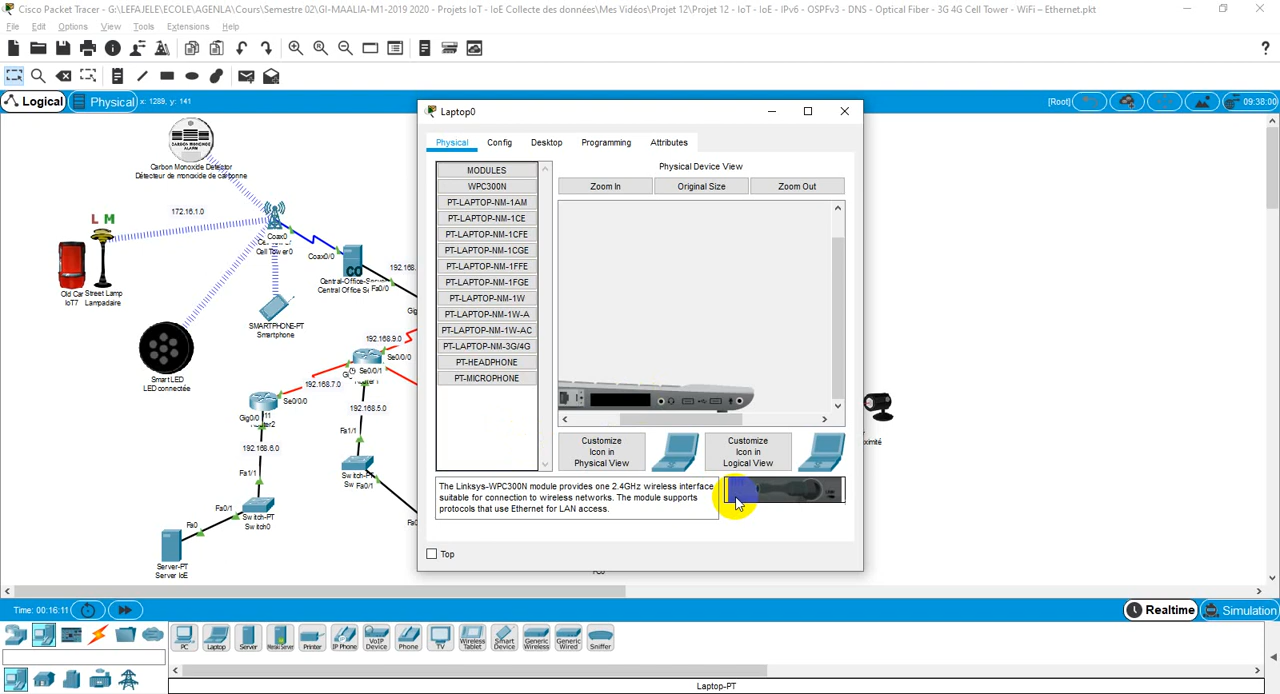 Cisco Packet Tracer - G:\LEFAJELE\ECOLE\AGENLA\Cours\Semestre 02\GI-MAALIA-M1-2019 2020 - Projets IoT - IoE Collecte des données\Mes Vidéos\Projet 12\Projet 12 - IoT - IoE - IPv6 - OSPFv3 - DNS - Optical Fiber - 3G 4G Cell Tower - WiFi – Ethernet.pkt
File Edit Options View Tools Extensions Help
Logical Physical x: 1289, y: 141 [Root] 09:38:00
Carbon Monoxide Detector
Détecteur de monoxide de carbonne
172.16.1.0
L M
Coax0
Cell Tower0
Coax0/0
CO
Central Office
192.168.
Fa0/0
Old Car
IoT7
Street Lamp
Lampadaire
SMARTPHONE-PT
Smartphone
192.168.9.0
Se0/0/0
Se0/0/1
Smart LED
LED connectée
192.168.7.0
Se0/0/0
Gig0/0
192.168.5.0
192.168.6.0
Fa1/1
Fa1/1
Fa0/1
Fa0/1
Switch-PT
Switch0
Fa0
Server-PT
Server IoE
Laptop0
Physical Config Desktop Programming Attributes
MODULES
WPC300N
PT-LAPTOP-NM-1AM
PT-LAPTOP-NM-1CE
PT-LAPTOP-NM-1CFE
PT-LAPTOP-NM-1CGE
PT-LAPTOP-NM-1FFE
PT-LAPTOP-NM-1FGE
PT-LAPTOP-NM-1W
PT-LAPTOP-NM-1W-A
PT-LAPTOP-NM-1W-AC
PT-LAPTOP-NM-3G/4G
PT-HEADPHONE
PT-MICROPHONE
Physical Device View
Zoom In Original Size Zoom Out
Customize
Icon in
Physical View
Customize
Icon in
Logical View
The Linksys-WPC300N module provides one 2.4GHz wireless interface
suitable for connection to wireless networks. The module supports
protocols that use Ethernet for LAN access.
Top
Time: 00:16:11
Realtime Simulation
PC Laptop Server Meraki Server Printer IP Phone VoIP Device Phone TV Wireless Tablet Smart Device Generic Wireless Generic Wired Sniffer
Laptop-PT